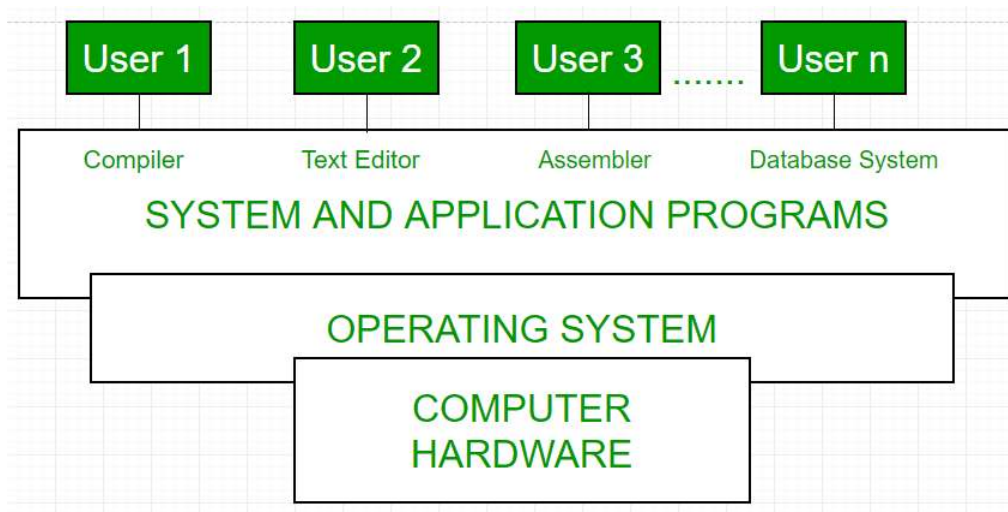 User 1 User 2 User 3 ....... User n
Compiler Text Editor Assembler Database System
SYSTEM AND APPLICATION PROGRAMS
OPERATING SYSTEM
COMPUTER
HARDWARE